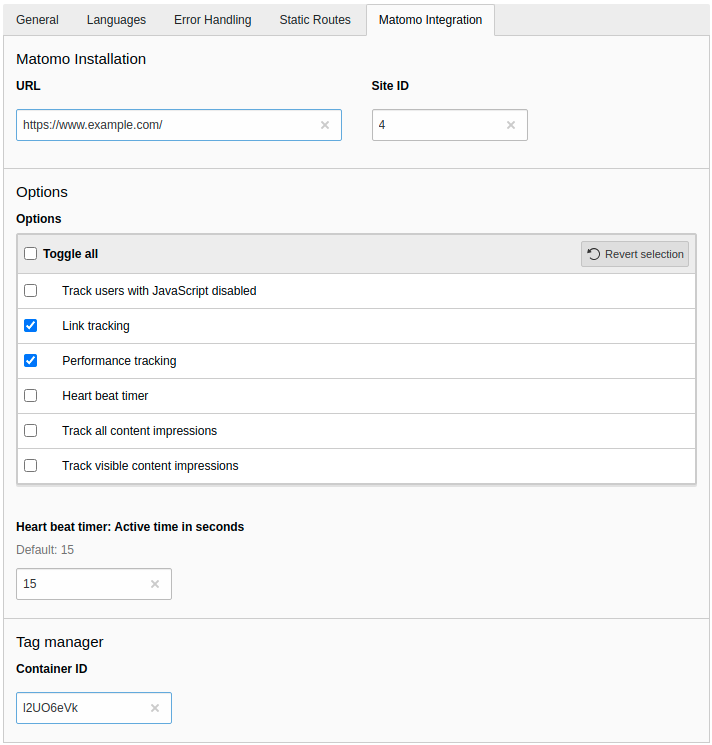 General Languages Error Handling Static Routes Matomo Integration
Matomo Installation
URL Site ID
https://www.example.com/ 4
Options
Options
Toggle all Revert selection
Track users with JavaScript disabled
Link tracking
Performance tracking
Heart beat timer
Track all content impressions
Track visible content impressions
Heart beat timer: Active time in seconds
Default: 15
15
Tag manager
Container ID
l2UO6eVk